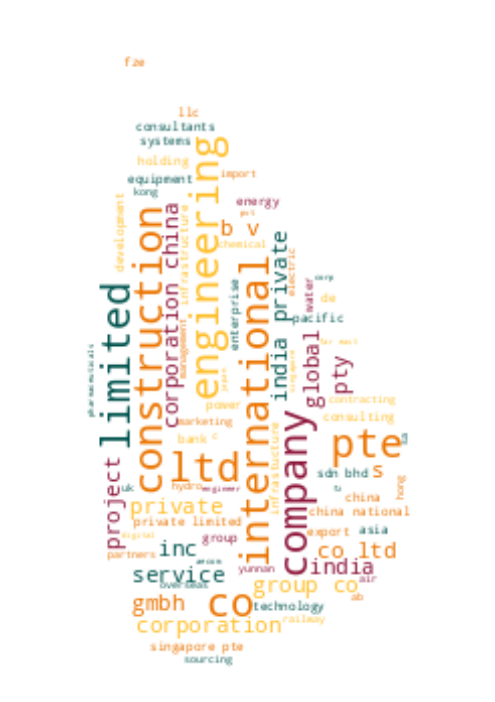 fze
llc
consultants
systems
engineering
holding
import
equipment
kong
development
energy
construction
corporation china
infrastructure
b v
chemical
india private
electric
limited
international
enterprise
water
corp
de
pacific
management
global
pty
pharmaceuticals
singapore
power
contracting
company
consulting
marketing
bank
c
infrastructure
pte
ltd
project
sdn bhd
s
hong
uk
hydro
engineer
china
private
china national
private limited
digital
group
export
asia
inc
partners
co ltd
aecom
yunnan
india
service
overseas
air
group co
gmbh
co
technology
ab
corporation
railway
singapore pte
sourcing